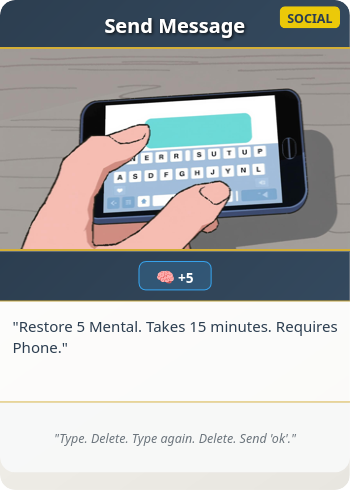 Send Message
SOCIAL
N E R R I S U T U P
A S D F G H J Y N L
+5
"Restore 5 Mental. Takes 15 minutes. Requires
Phone."
"Type. Delete. Type again. Delete. Send 'ok'."